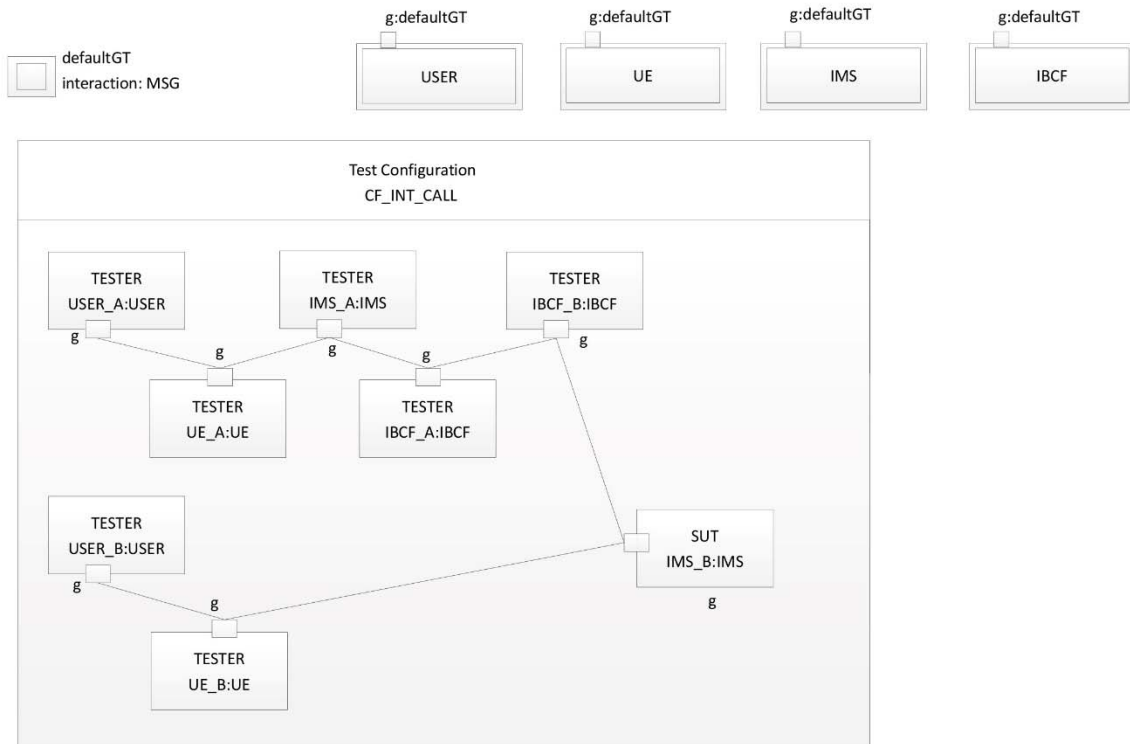 g:defaultGT
g:defaultGT
g:defaultGT
g:defaultGT
defaultGT
interaction: MSG
USER
UE
IMS
IBCF
Test Configuration
CF_INT_CALL
TESTER
USER_A:USER
g
TESTER
IMS_A:IMS
g
TESTER
IBCF_B:IBCF
g
g
TESTER
UE_A:UE
g
TESTER
IBCF_A:IBCF
TESTER
USER_B:USER
g
SUT
IMS_B:IMS
g
g
TESTER
UE_B:UE